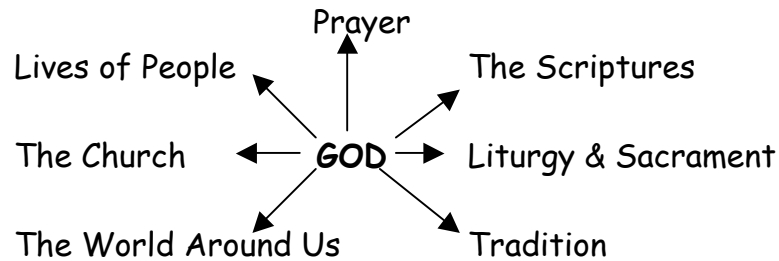 Prayer
Lives of People
The Scriptures
The Church
GOD
Liturgy & Sacrament
The World Around Us
Tradition